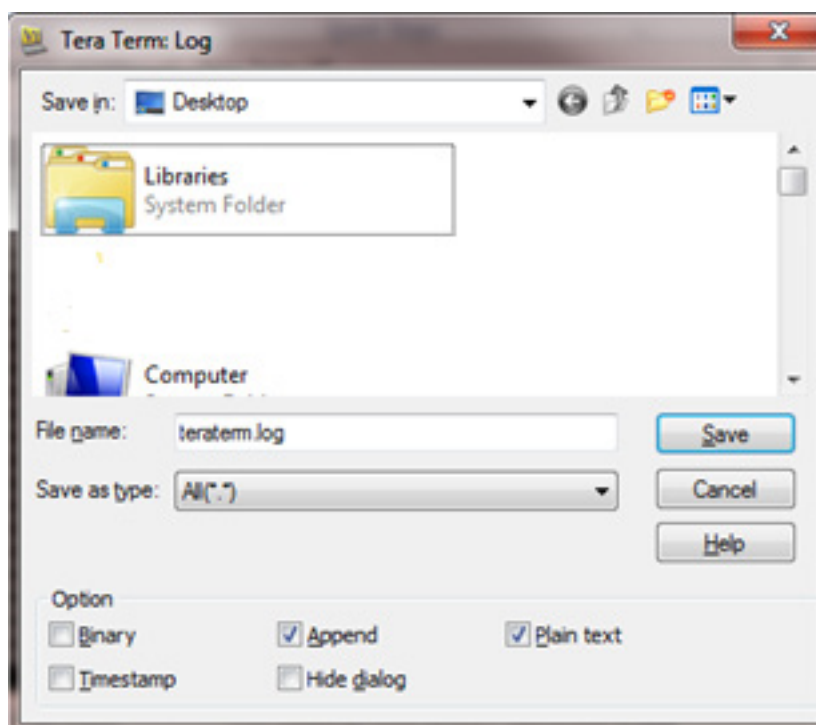 Tera Term: Log
Save in: Desktop
Libraries
System Folder
Computer
File name: teraterm.log Save
Save as type: All(*.*) Cancel
Help
Option
Binary Append Plain text
Timestamp Hide dialog